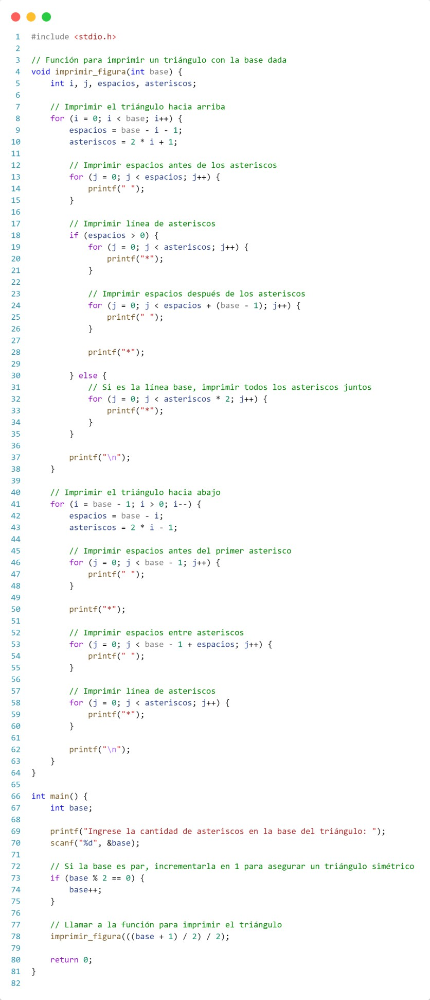 1 #include <stdio.h>
2
3 // Función para imprimir un triángulo con la base dada
4 void imprimir_figura(int base) {
5     int i, j, espacios, asteriscos;
6
7     // Imprimir el triángulo hacia arriba
8     for (i = 0; i < base; i++) {
9         espacios = base - i - 1;
10         asteriscos = 2 * i + 1;
11
12         // Imprimir espacios antes de los asteriscos
13         for (j = 0; j < espacios; j++) {
14             printf(" ");
15         }
16
17         // Imprimir línea de asteriscos
18         if (espacios > 0) {
19             for (j = 0; j < asteriscos; j++) {
20                 printf("*");
21             }
22
23             // Imprimir espacios después de los asteriscos
24             for (j = 0; j < espacios + (base - 1); j++) {
25                 printf(" ");
26             }
27
28             printf("*");
29
30         } else {
31             // Si es la línea base, imprimir todos los asteriscos juntos
32             for (j = 0; j < asteriscos * 2; j++) {
33                 printf("*");
34             }
35         }
36
37         printf("\n");
38     }
39
40     // Imprimir el triángulo hacia abajo
41     for (i = base - 1; i > 0; i--) {
42         espacios = base - i;
43         asteriscos = 2 * i - 1;
44
45         // Imprimir espacios antes del primer asterisco
46         for (j = 0; j < base - 1; j++) {
47             printf(" ");
48         }
49
50         printf("*");
51
52         // Imprimir espacios entre asteriscos
53         for (j = 0; j < base - 1 + espacios; j++) {
54             printf(" ");
55         }
56
57         // Imprimir línea de asteriscos
58         for (j = 0; j < asteriscos; j++) {
59             printf("*");
60         }
61
62         printf("\n");
63     }
64 }
65
66 int main() {
67     int base;
68
69     printf("Ingrese la cantidad de asteriscos en la base del triángulo: ");
70     scanf("%d", &base);
71
72     // Si la base es par, incrementarla en 1 para asegurar un triángulo simétrico
73     if (base % 2 == 0) {
74         base++;
75     }
76
77     // Llamar a la función para imprimir el triángulo
78     imprimir_figura(((base + 1) / 2) / 2);
79
80     return 0;
81 }
82